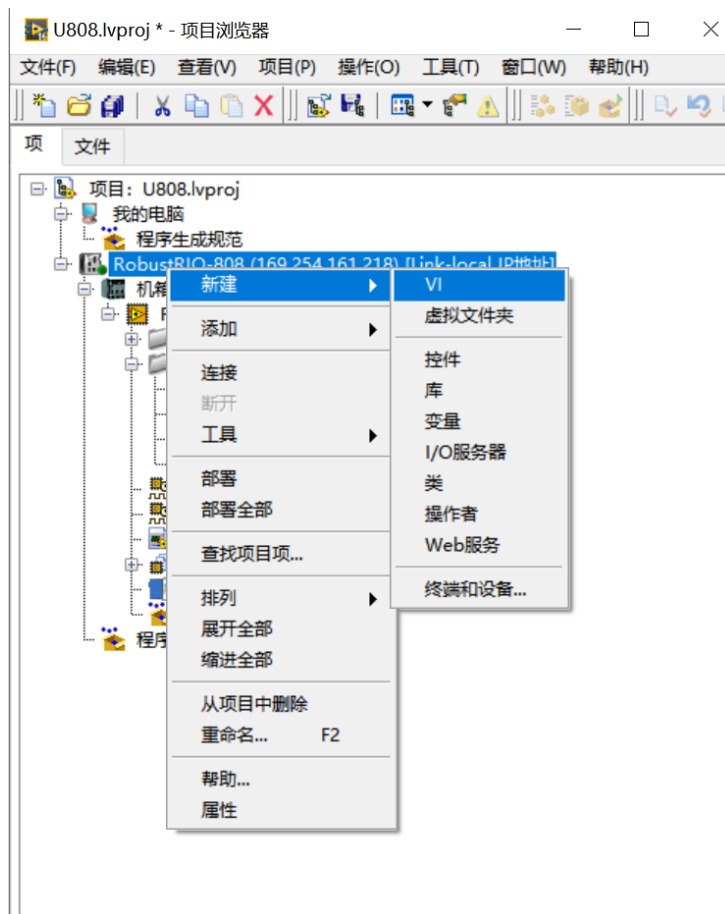 U808.lvproj * - 项目浏览器
文件(F) 编辑(E) 查看(V) 项目(P) 操作(O) 工具(T) 窗口(W) 帮助(H)
项 文件
项目：U808.lvproj
我的电脑
程序生成规范
RobustRIO-808 (169.254.161.218) [Link-local IP地址]
机箱
程序
新建
添加
连接
断开
工具
部署
部署全部
查找项目项...
排列
展开全部
缩进全部
从项目中删除
重命名... F2
帮助...
属性
VI
虚拟文件夹
控件
库
变量
I/O服务器
类
操作者
Web服务
终端和设备...